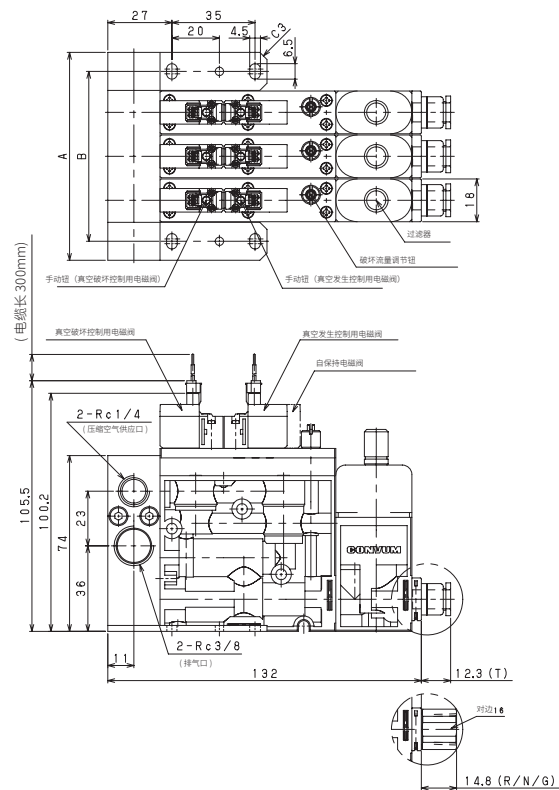 27
35
20
4.5
C.3
6.5
A
B
18
过滤器
破坏流量调节钮
手动钮（真空破坏控制用电磁阀）
手动钮（真空发生控制用电磁阀）
(电缆长 300mm)
真空破坏控制用电磁阀
真空发生控制用电磁阀
自保持电磁阀
2-Rc1/4
(压缩空气供应口)
105.5
100.2
74
23
36
CONVUM
2-Rc3/8
(排气口)
11
132
12.3 (T)
对边16
14.8 (R/N/G)